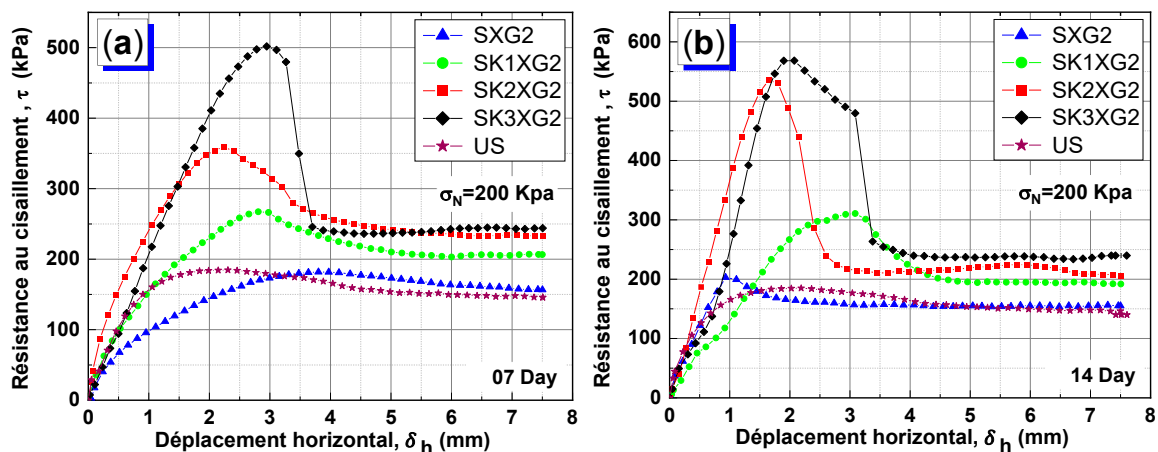 (a)
Résistance au cisaillement , τ (kPa)
500
400
300
200
100
0
0 1 2 3 4 5 6 7 8
Déplacement horizontal, δ h (mm)
SXG2
SK1XG2
SK2XG2
SK3XG2
US
σN=200 Kpa
07 Day
(b)
Résistance au cisaillement , τ (kPa)
600
500
400
300
200
100
0
0 1 2 3 4 5 6 7 8
Déplacement horizontal, δ h (mm)
SXG2
SK1XG2
SK2XG2
SK3XG2
US
σN=200 Kpa
14 Day